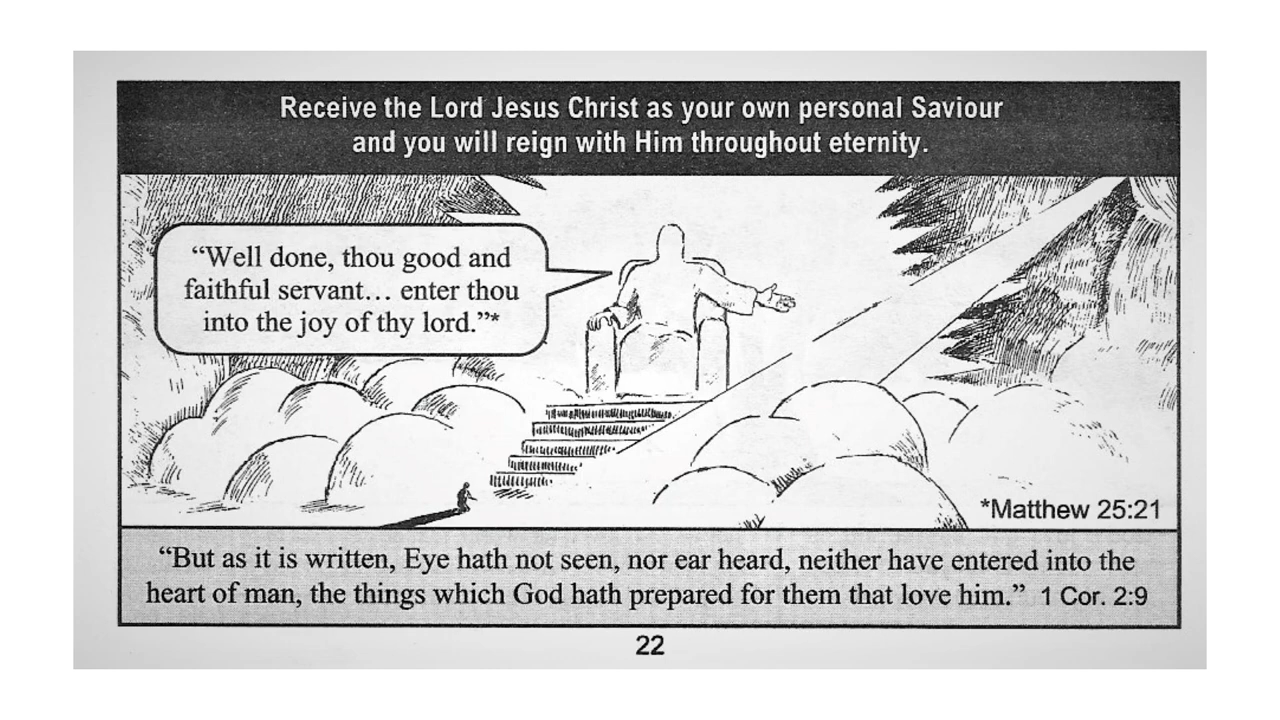 Receive the Lord Jesus Christ as your own personal Saviour
and you will reign with Him throughout eternity.
“Well done, thou good and
faithful servant... enter thou
into the joy of thy lord.”*
*Matthew 25:21
“But as it is written, Eye hath not seen, nor ear heard, neither have entered into the
heart of man, the things which God hath prepared for them that love him.” 1 Cor. 2:9
22